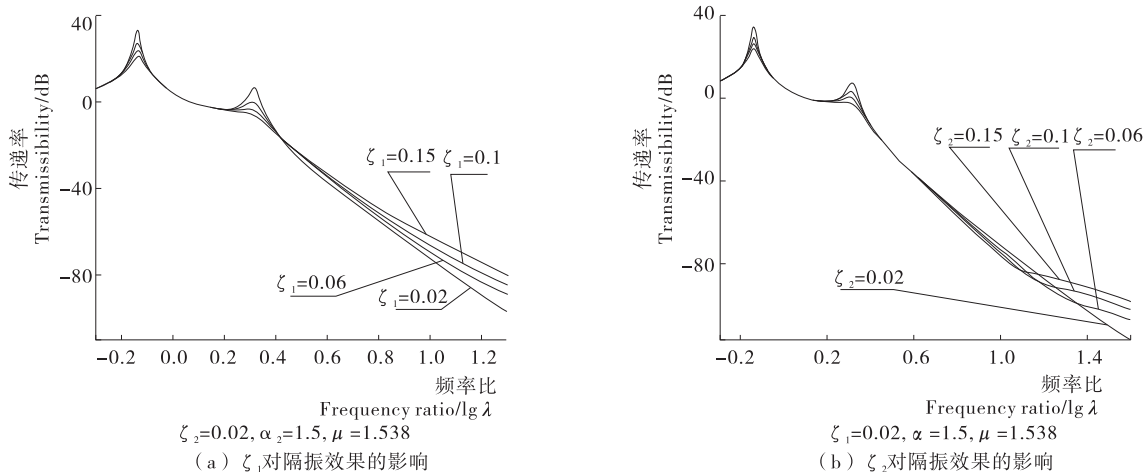 40
0
−40
−80
传递率
Transmissibility/dB
ζ₁=0.15
ζ₁=0.1
ζ₁=0.06
ζ₁=0.02
−0.2
0.0
0.2
0.4
0.6
0.8
1.0
1.2
频率比
Frequency ratio/lg λ
ζ₂=0.02, α₂=1.5, μ=1.538
（a）ζ₁对隔振效果的影响
40
0
−40
−80
传递率
Transmissibility/dB
ζ₂=0.15
ζ₂=0.1
ζ₂=0.06
ζ₂=0.02
−0.2
0.2
0.6
1.0
1.4
频率比
Frequency ratio/lg λ
ζ₁=0.02, α=1.5, μ=1.538
（b）ζ₂对隔振效果的影响